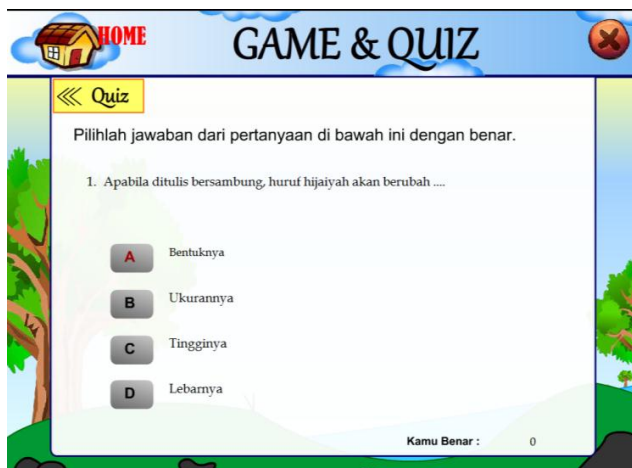 HOME
GAME & QUIZ
Quiz
Pilihlah jawaban dari pertanyaan di bawah ini dengan benar.
1. Apabila ditulis bersambung, huruf hijaiyah akan berubah ....
A Bentuknya
B Ukurannya
C Tingginya
D Lebarnya
Kamu Benar : 0